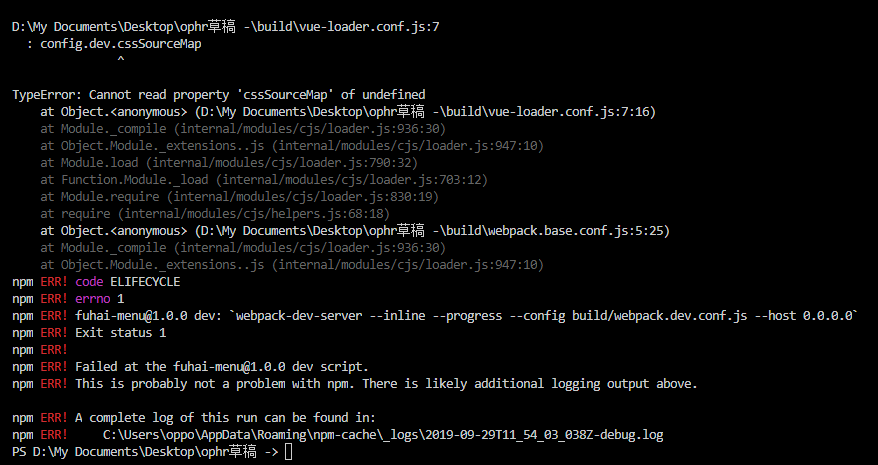 D:\My Documents\Desktop\ophr草稿 -\build\vue-loader.conf.js:7
  : config.dev.cssSourceMap
               ^
TypeError: Cannot read property 'cssSourceMap' of undefined
    at Object.<anonymous> (D:\My Documents\Desktop\ophr草稿 -\build\vue-loader.conf.js:7:16)
    at Module._compile (internal/modules/cjs/loader.js:936:30)
    at Object.Module._extensions..js (internal/modules/cjs/loader.js:947:10)
    at Module.load (internal/modules/cjs/loader.js:790:32)
    at Function.Module._load (internal/modules/cjs/loader.js:703:12)
    at Module.require (internal/modules/cjs/loader.js:830:19)
    at require (internal/modules/cjs/helpers.js:68:18)
    at Object.<anonymous> (D:\My Documents\Desktop\ophr草稿 -\build\webpack.base.conf.js:5:25)
    at Module._compile (internal/modules/cjs/loader.js:936:30)
    at Object.Module._extensions..js (internal/modules/cjs/loader.js:947:10)
npm ERR! code ELIFECYCLE
npm ERR! errno 1
npm ERR! fuhai-menu@1.0.0 dev: `webpack-dev-server --inline --progress --config build/webpack.dev.conf.js --host 0.0.0.0`
npm ERR! Exit status 1
npm ERR!
npm ERR! Failed at the fuhai-menu@1.0.0 dev script.
npm ERR! This is probably not a problem with npm. There is likely additional logging output above.
npm ERR! A complete log of this run can be found in:
npm ERR!     C:\Users\oppo\AppData\Roaming\npm-cache\_logs\2019-09-29T11_54_03_038Z-debug.log
PS D:\My Documents\Desktop\ophr草稿 ->